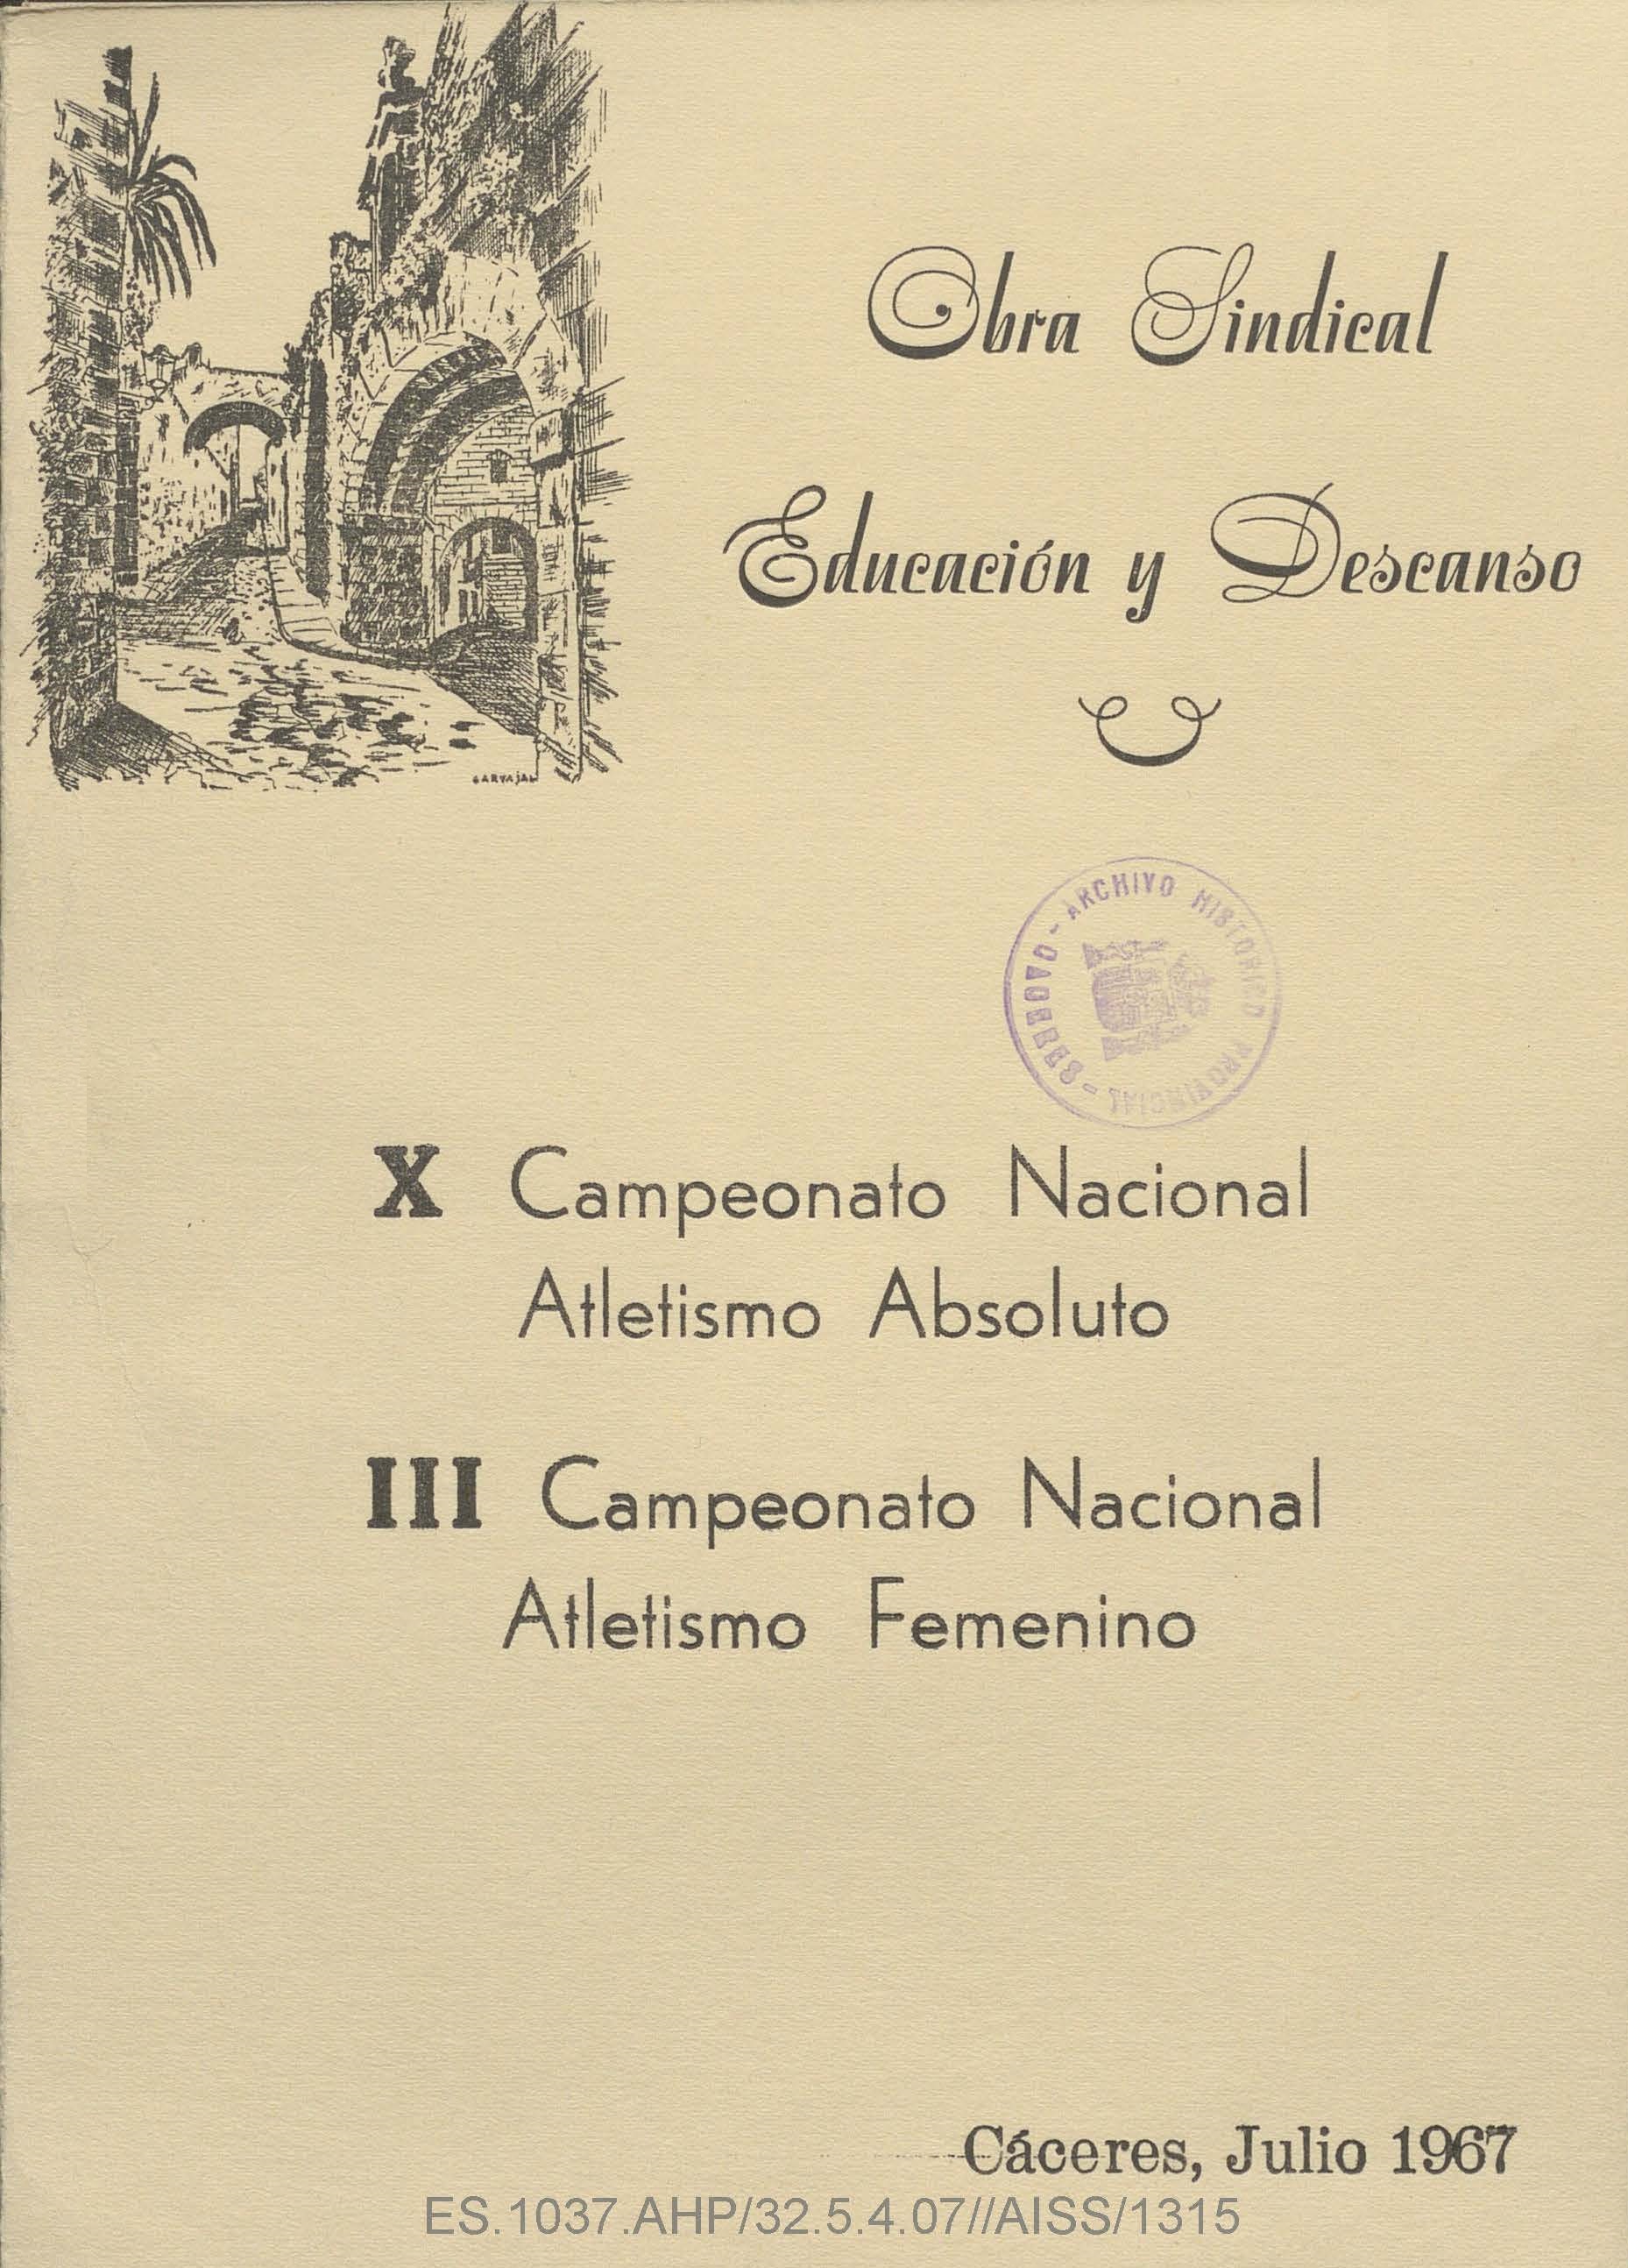 Obra Sindical
Educación y Descanso
CARVAJAL
ARCHIVO HISTORICO PROVINCIAL -
X Campeonato Nacional
Atletismo Absoluto
III Campeonato Nacional
Atletismo Femenino
Cáceres, Julio 1967
ES.1037.AHP/32.5.4.07//AISS/1315